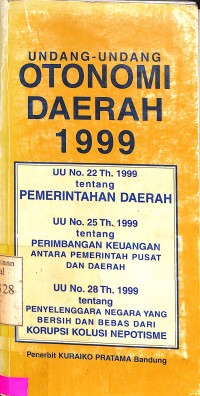 UNDANG-UNDANG
OTONOMI
DAERAH
1999
UU No. 22 Th. 1999
tentang
PEMERINTAHAN DAERAH
UU No. 25 Th. 1999
tentang
PERIMBANGAN KEUANGAN
ANTARA PEMERINTAH PUSAT
DAN DAERAH
UU No. 28 Th. 1999
tentang
PENYELENGGARA NEGARA YANG
BERSIH DAN BEBAS DARI
KORUPSI KOLUSI NEPOTISME
Penerbit KURAIKO PRATAMA Bandung